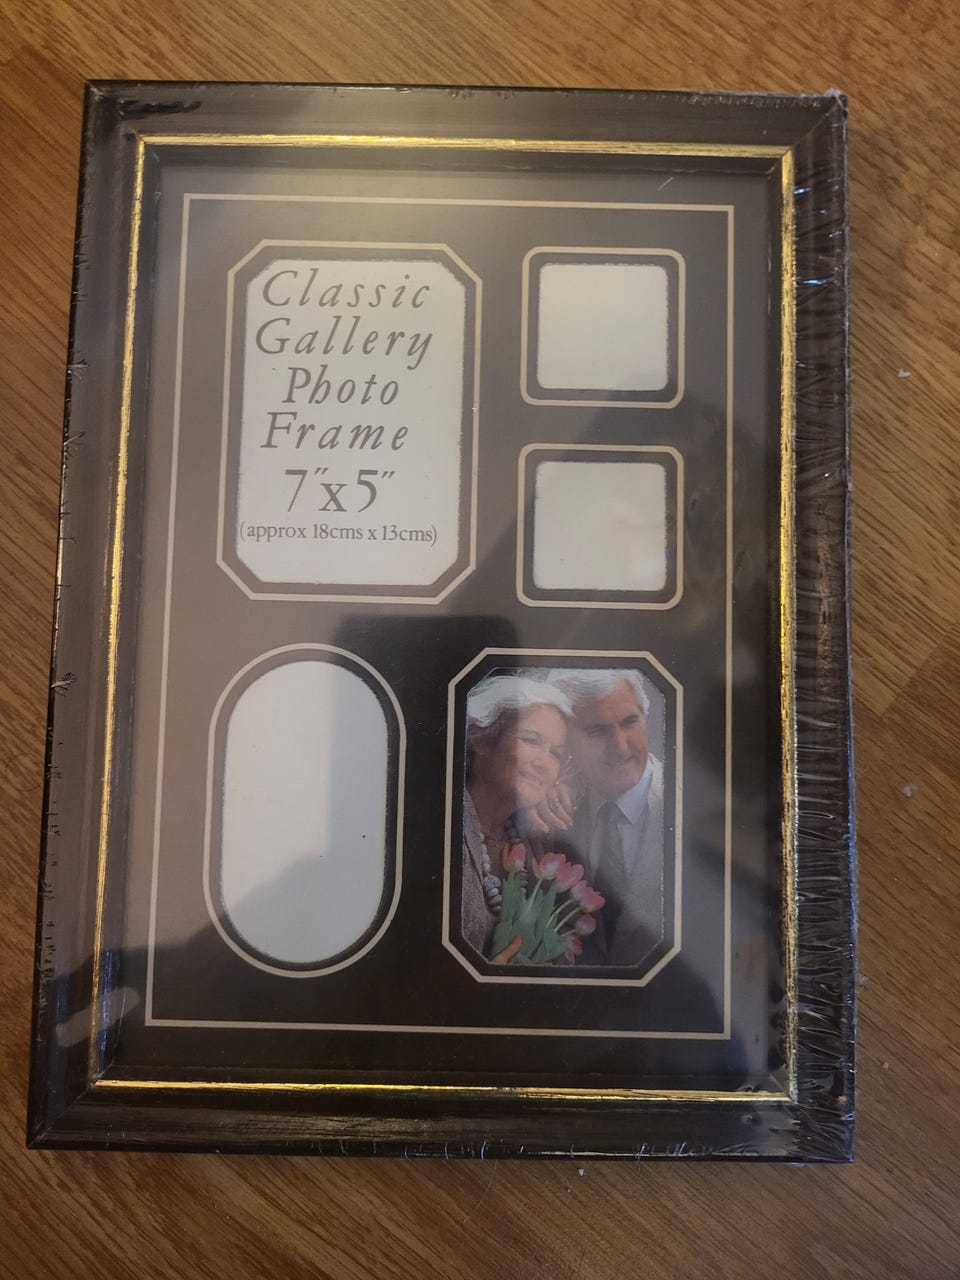 Classic
Gallery
Photo
Frame
7"x5"
(approx 18cms x 13cms)